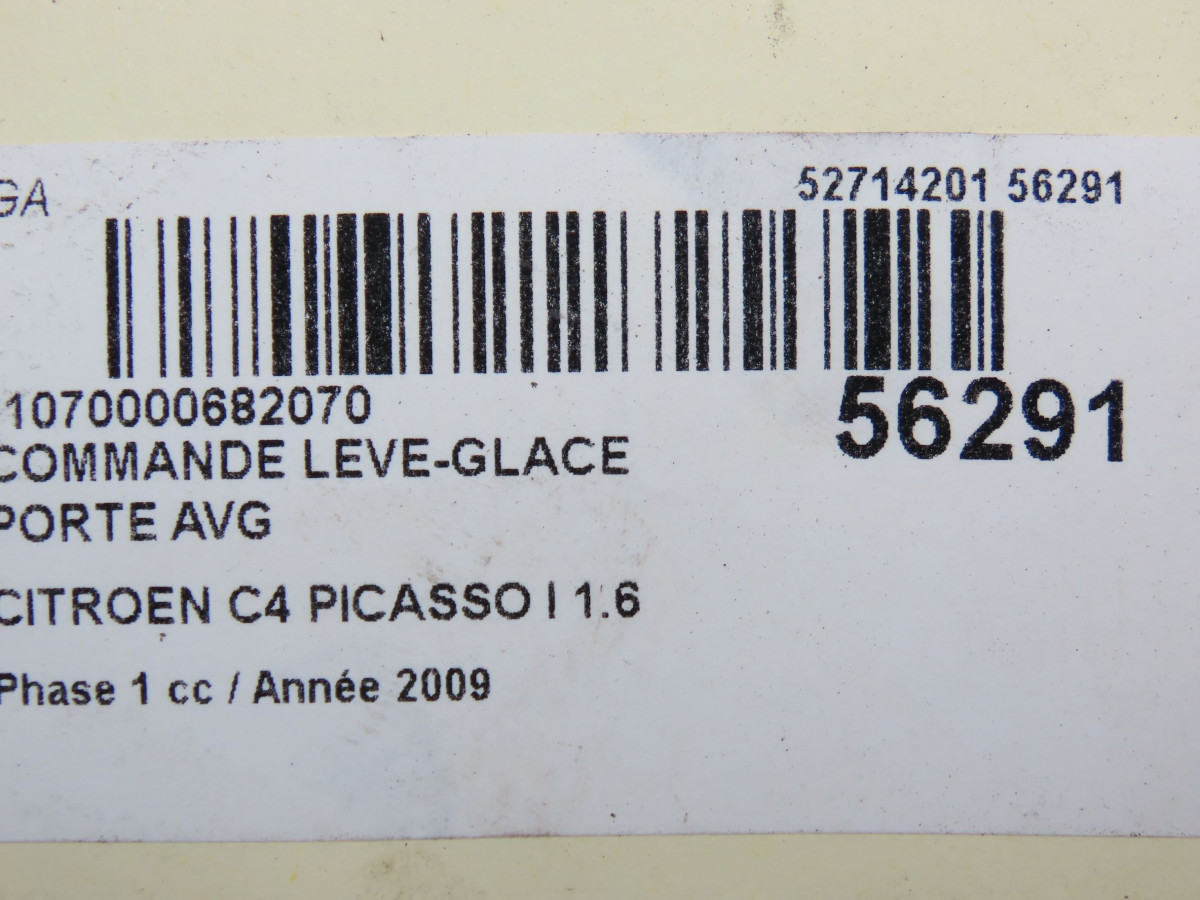 GA
52714201 56291
1070000682070
56291
COMMANDE LEVE-GLACE
PORTE AVG
CITROEN C4 PICASSO I 1.6
Phase 1 cc / Année 2009